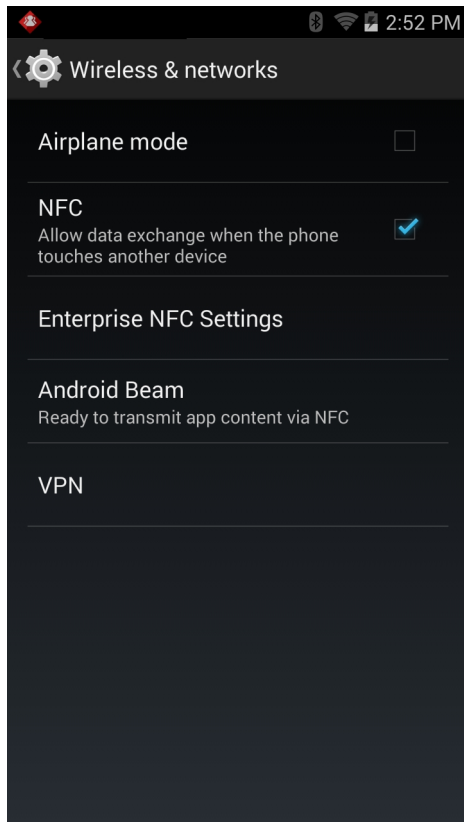 2:52 PM
Wireless & networks
Airplane mode
NFC
Allow data exchange when the phone
touches another device
Enterprise NFC Settings
Android Beam
Ready to transmit app content via NFC
VPN